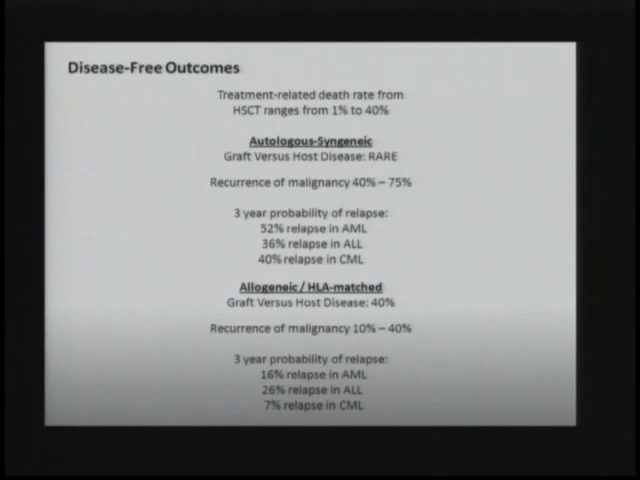 Disease-Free Outcomes
Treatment-related death rate from
HSCT ranges from 1% to 40%
Autologous-Syngeneic
Graft Versus Host Disease: RARE
Recurrence of malignancy 40% – 75%
3 year probability of relapse:
52% relapse in AML
36% relapse in ALL
40% relapse in CML
Allogeneic / HLA-matched
Graft Versus Host Disease: 40%
Recurrence of malignancy 10% – 40%
3 year probability of relapse:
16% relapse in AML
26% relapse in ALL
7% relapse in CML